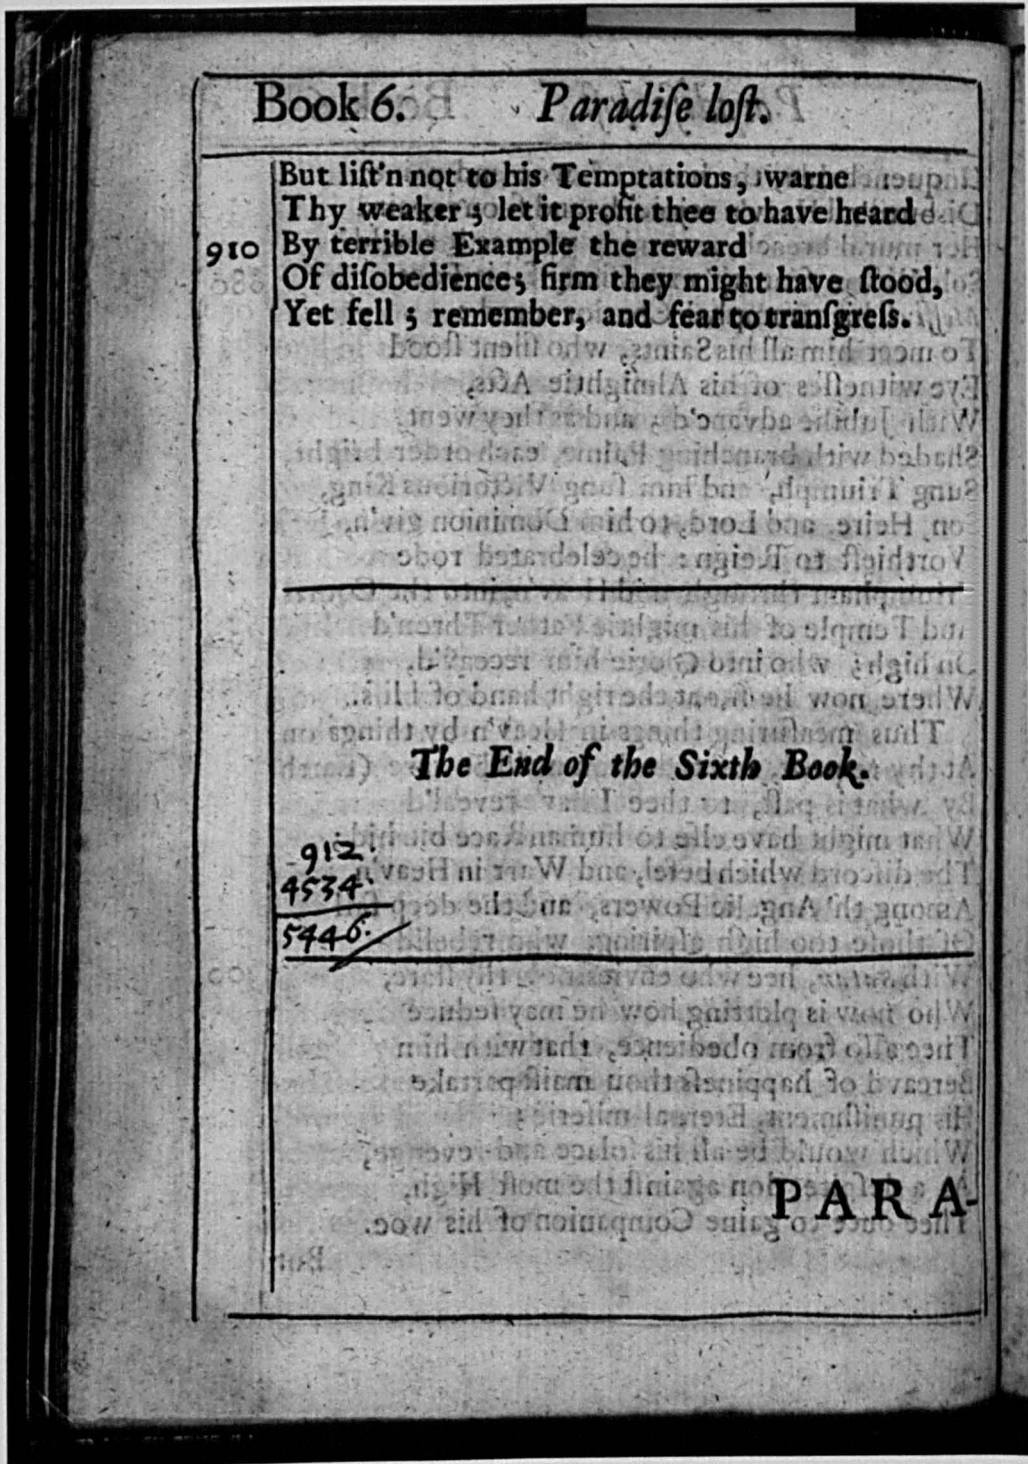 Book 6. Paradiſe loſt.
But liſt'n not to his Temptations, warne
Thy weaker; let it profit thee to have heard
910 By terrible Example the reward
Of diſobedience; firm they might have ſtood,
Yet fell; remember, and fear to tranſgreſs.
The End of the Sixth Book.
912.
4534.
5446.
PARA-